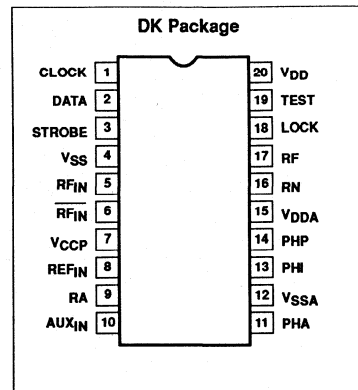 DK Package
CLOCK 1 20 VDD
DATA 2 19 TEST
STROBE 3 18 LOCK
VSS 4 17 RF
RFIN 5 16 RN
R̅F̅I̅N̅ 6 15 VDDA
VCCP 7 14 PHP
REFIN 8 13 PHI
RA 9 12 VSSA
AUXIN 10 11 PHA